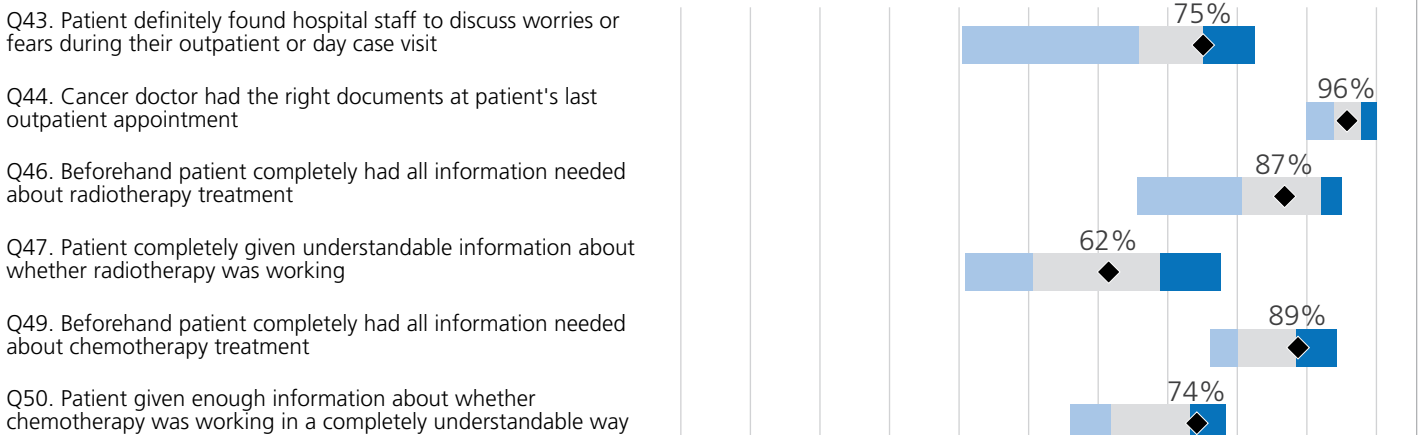 Q43. Patient definitely found hospital staff to discuss worries or
fears during their outpatient or day case visit
75%
Q44. Cancer doctor had the right documents at patient's last
outpatient appointment
96%
Q46. Beforehand patient completely had all information needed
about radiotherapy treatment
87%
Q47. Patient completely given understandable information about
whether radiotherapy was working
62%
Q49. Beforehand patient completely had all information needed
about chemotherapy treatment
89%
Q50. Patient given enough information about whether
chemotherapy was working in a completely understandable way
74%